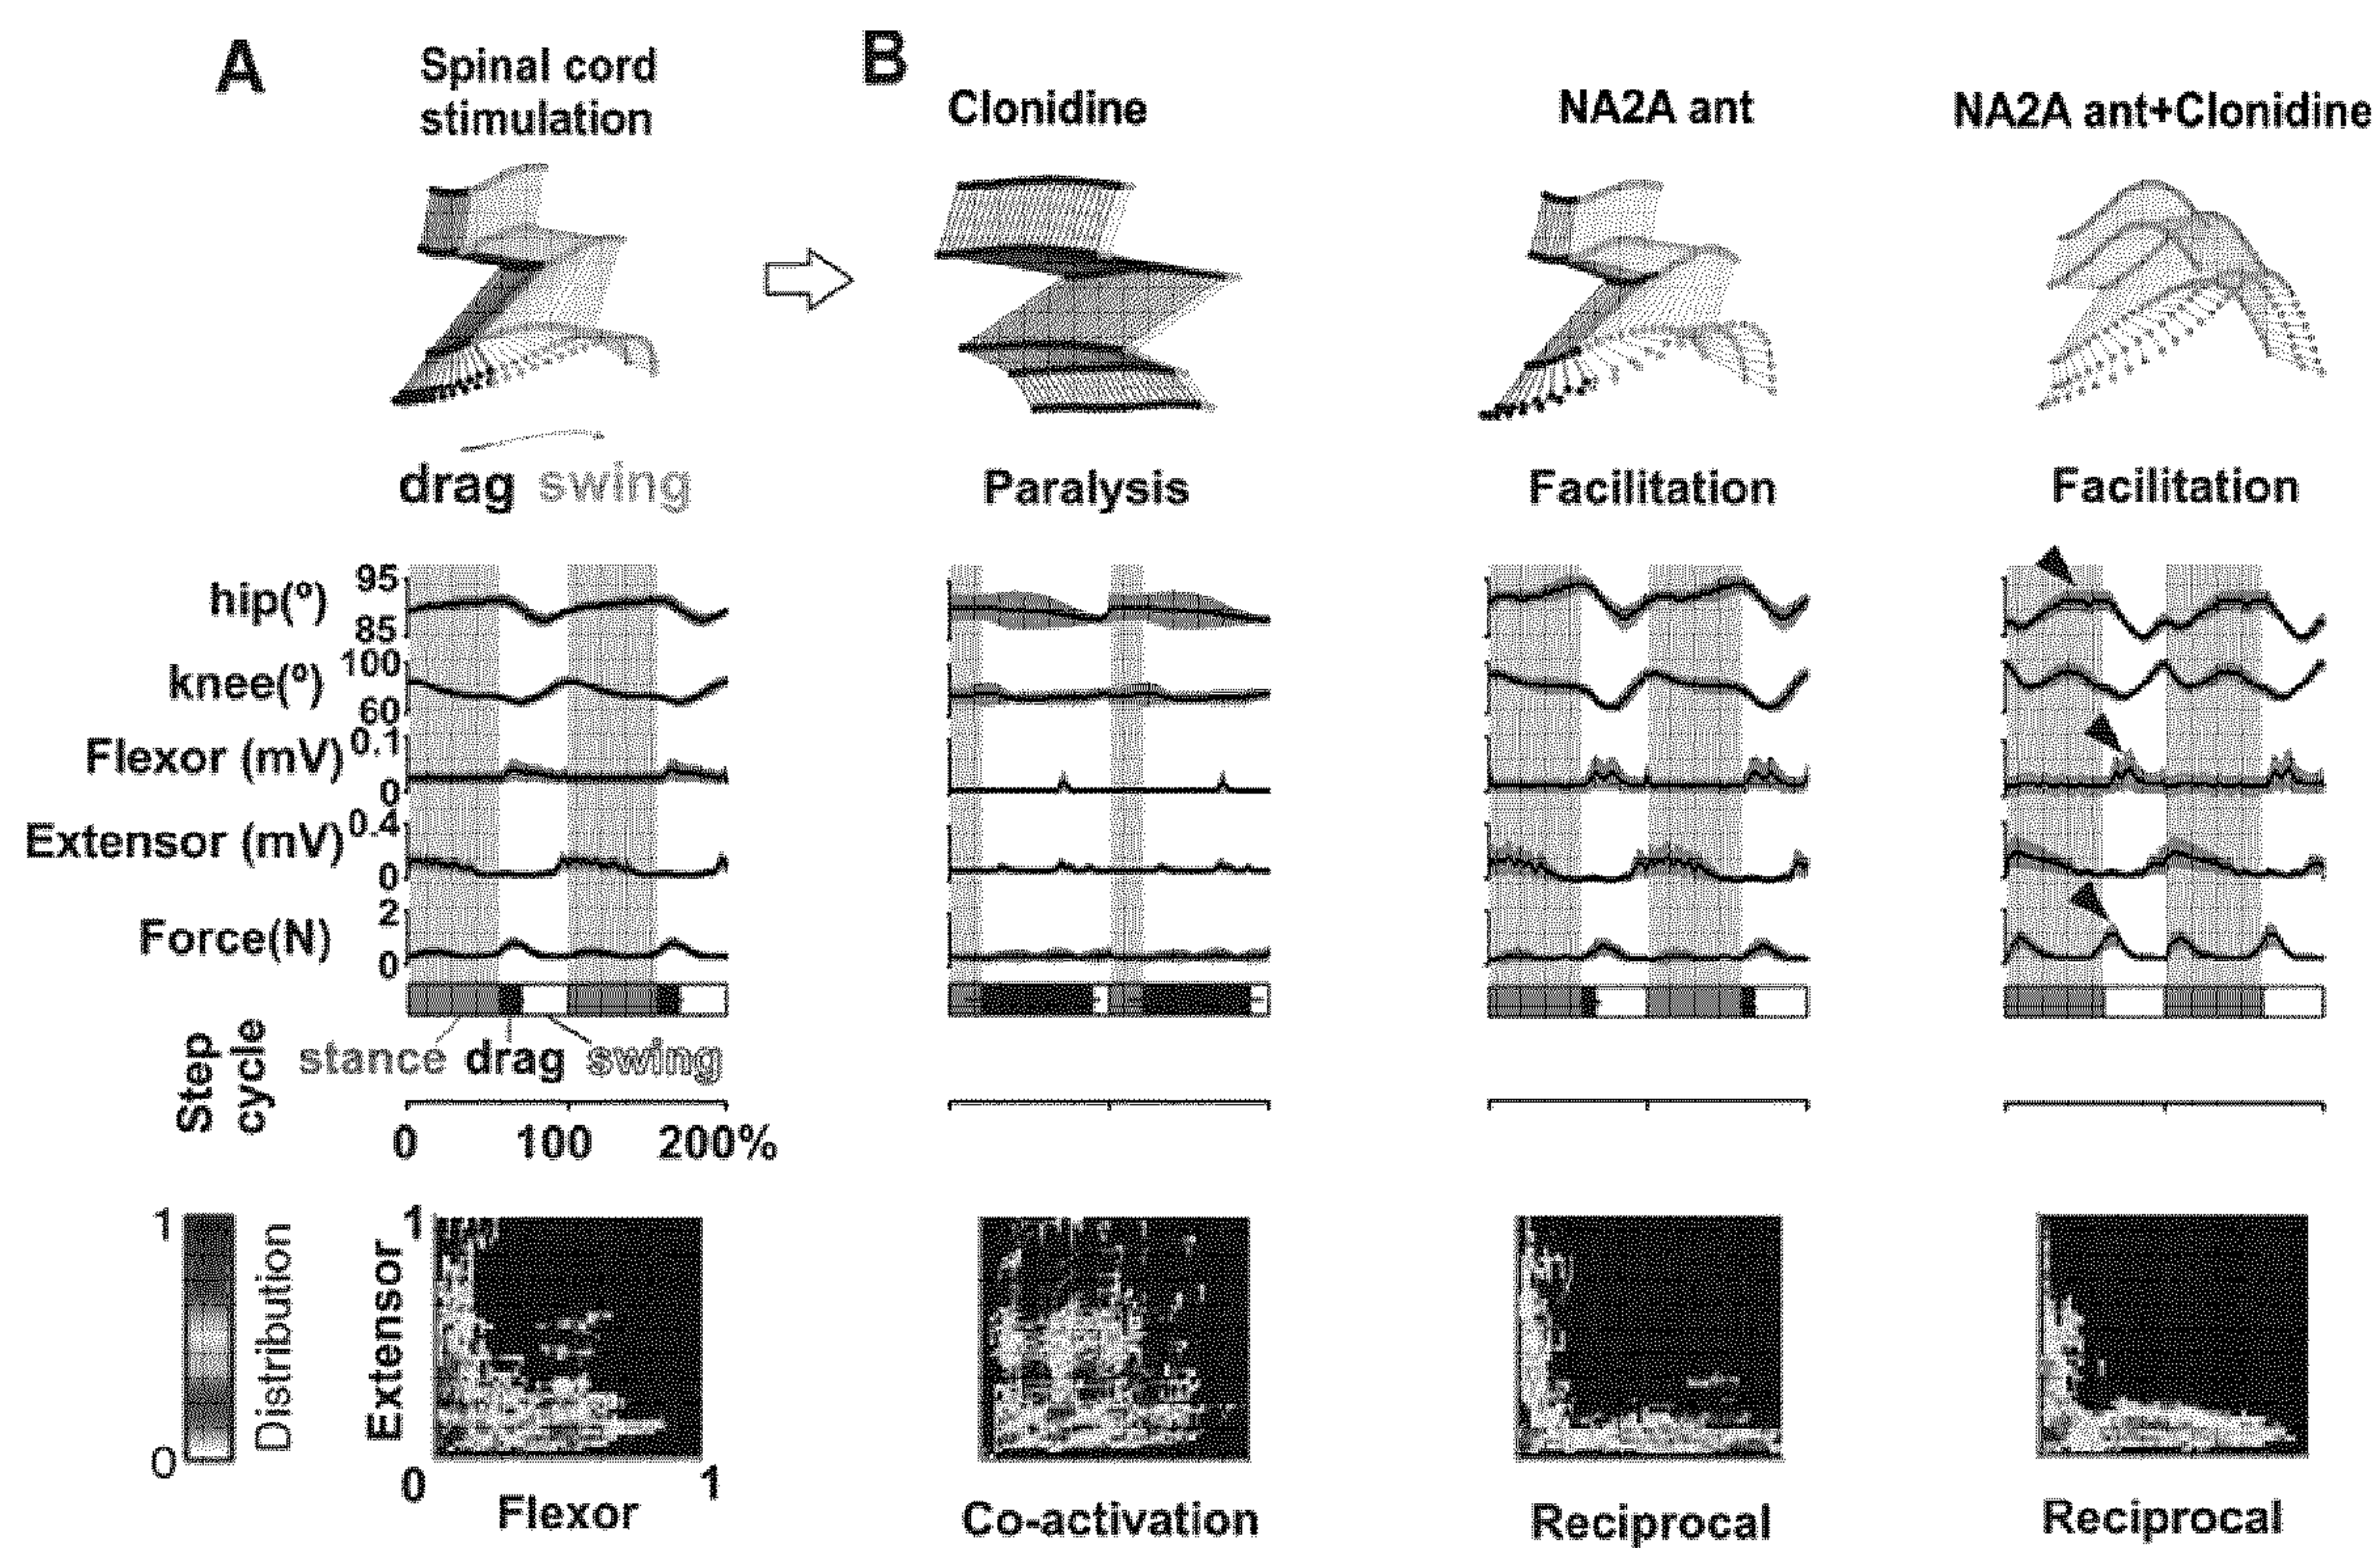 A
Spinal cord
stimulation
B
Clonidine
NA2A ant
NA2A ant+Clonidine
drag swing
Paralysis
Facilitation
Facilitation
hip(º)
95
85
knee(º)
100
60
Flexor (mV)
0.1
0
Extensor (mV)
0.4
0
Force(N)
2
0
Step
cycle
stance drag swing
0 100 200%
1
0
Distribution
Extensor
1
0
1
Flexor
Co-activation
Reciprocal
Reciprocal